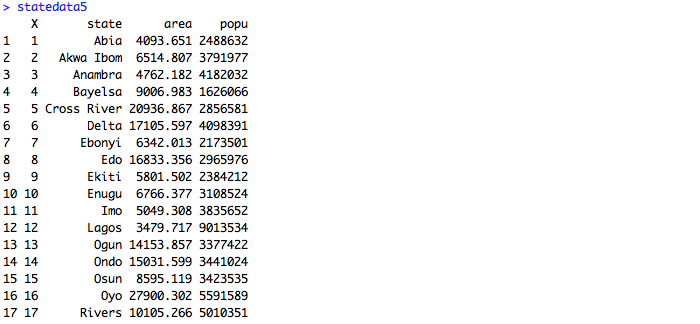 > statedata5
X state area popu
1 1 Abia 4093.651 2488632
2 2 Akwa Ibom 6514.807 3791977
3 3 Anambra 4762.182 4182032
4 4 Bayelsa 9006.983 1626066
5 5 Cross River 20936.867 2856581
6 6 Delta 17105.597 4098391
7 7 Ebonyi 6342.013 2173501
8 8 Edo 16833.356 2965976
9 9 Ekiti 5801.502 2384212
10 10 Enugu 6766.377 3108524
11 11 Imo 5049.308 3835652
12 12 Lagos 3479.717 9013534
13 13 Ogun 14153.857 3377422
14 14 Ondo 15031.599 3441024
15 15 Osun 8595.119 3423535
16 16 Oyo 27900.302 5591589
17 17 Rivers 10105.266 5010351